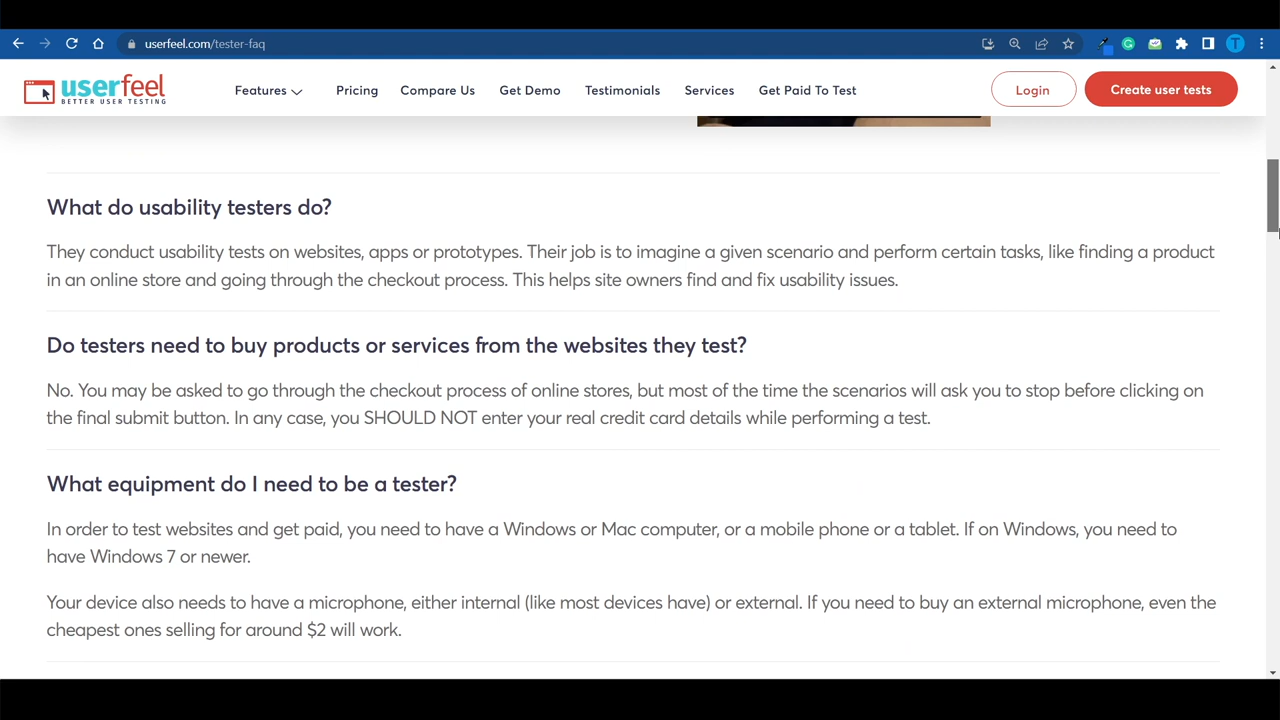 userfeel.com/tester-faq
userfeel
BETTER USER TESTING
Features
Pricing
Compare Us
Get Demo
Testimonials
Services
Get Paid To Test
Login
Create user tests
What do usability testers do?
They conduct usability tests on websites, apps or prototypes. Their job is to imagine a given scenario and perform certain tasks, like finding a product
in an online store and going through the checkout process. This helps site owners find and fix usability issues.
Do testers need to buy products or services from the websites they test?
No. You may be asked to go through the checkout process of online stores, but most of the time the scenarios will ask you to stop before clicking on
the final submit button. In any case, you SHOULD NOT enter your real credit card details while performing a test.
What equipment do I need to be a tester?
In order to test websites and get paid, you need to have a Windows or Mac computer, or a mobile phone or a tablet. If on Windows, you need to
have Windows 7 or newer.
Your device also needs to have a microphone, either internal (like most devices have) or external. If you need to buy an external microphone, even the
cheapest ones selling for around $2 will work.